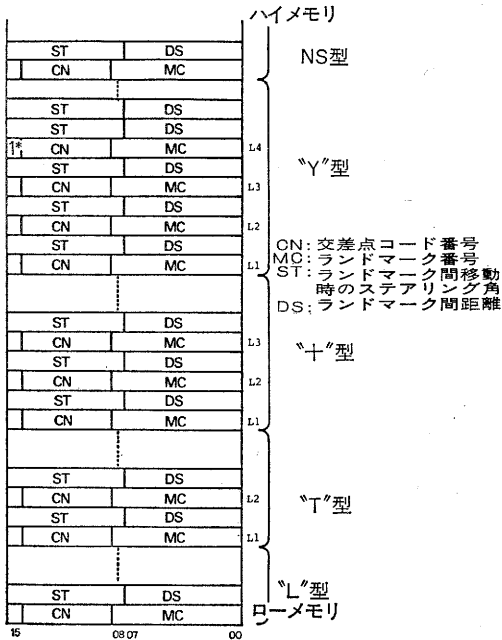 ハイメモリ
ST DS
CN MC
NS型
ST DS
ST DS
1* CN MC L4
ST DS
CN MC L3
ST DS
CN MC L2
ST DS
CN MC L1
"Y"型
CN: 交差点コード番号
MC: ランドマーク番号
ST: ランドマーク間移動
時のステアリング角
DS: ランドマーク間距離
ST DS
CN MC L3
ST DS
CN MC L2
ST DS
CN MC L1
"十"型
ST DS
CN MC L2
ST DS
CN MC L1
"T"型
ST DS
CN MC
"L"型
ローメモリ
15 08 07 00